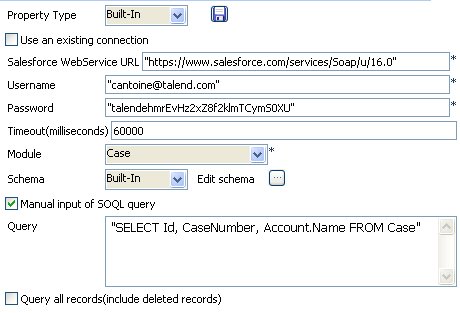 Property Type Built-In
Use an existing connection
Salesforce WebService URL "https://www.salesforce.com/services/Soap/u/16.0" *
Username "cantoine@talend.com" *
Password "talendehmrEvHz2xZ8f2klmTCymS0XU" *
Timeout(milliseconds) 60000
Module Case *
Schema Built-In Edit schema ...
Manual input of SOQL query
Query "SELECT Id, CaseNumber, Account.Name FROM Case"
Query all records(include deleted records)